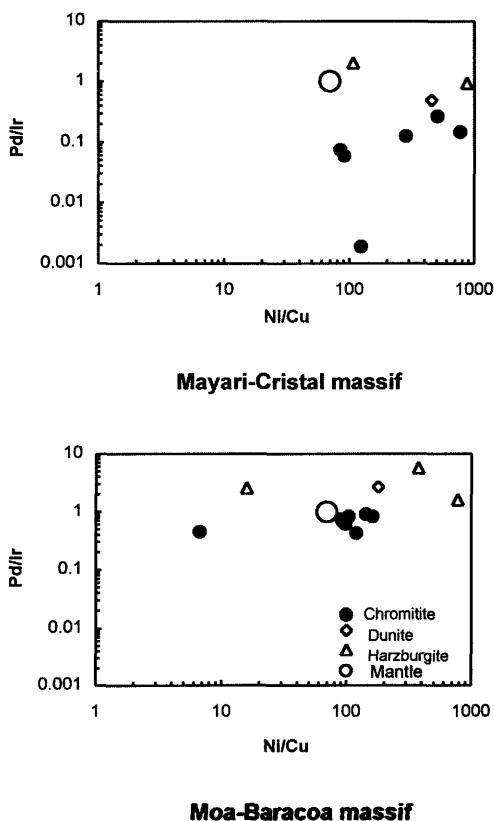 10
1
0.1
0.01
0.001
Pd/Ir
1 10 100 1000
Ni/Cu
Mayari-Cristal massif
10
1
0.1
0.01
0.001
Pd/Ir
Chromitite
Dunite
Harzburgite
Mantle
1 10 100 1000
Ni/Cu
Moa-Baracoa massif